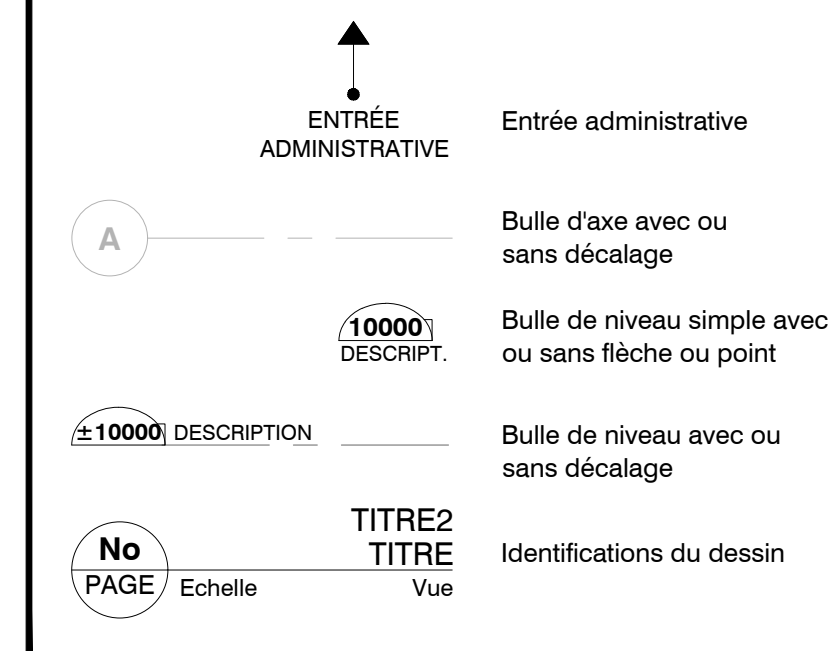 ENTRÉE
ADMINISTRATIVE
Entrée administrative
A
Bulle d'axe avec ou
sans décalage
10000
DESCRIPT.
Bulle de niveau simple avec
ou sans flèche ou point
±10000 DESCRIPTION
Bulle de niveau avec ou
sans décalage
TITRE2
No TITRE
PAGE Echelle Vue
Identifications du dessin